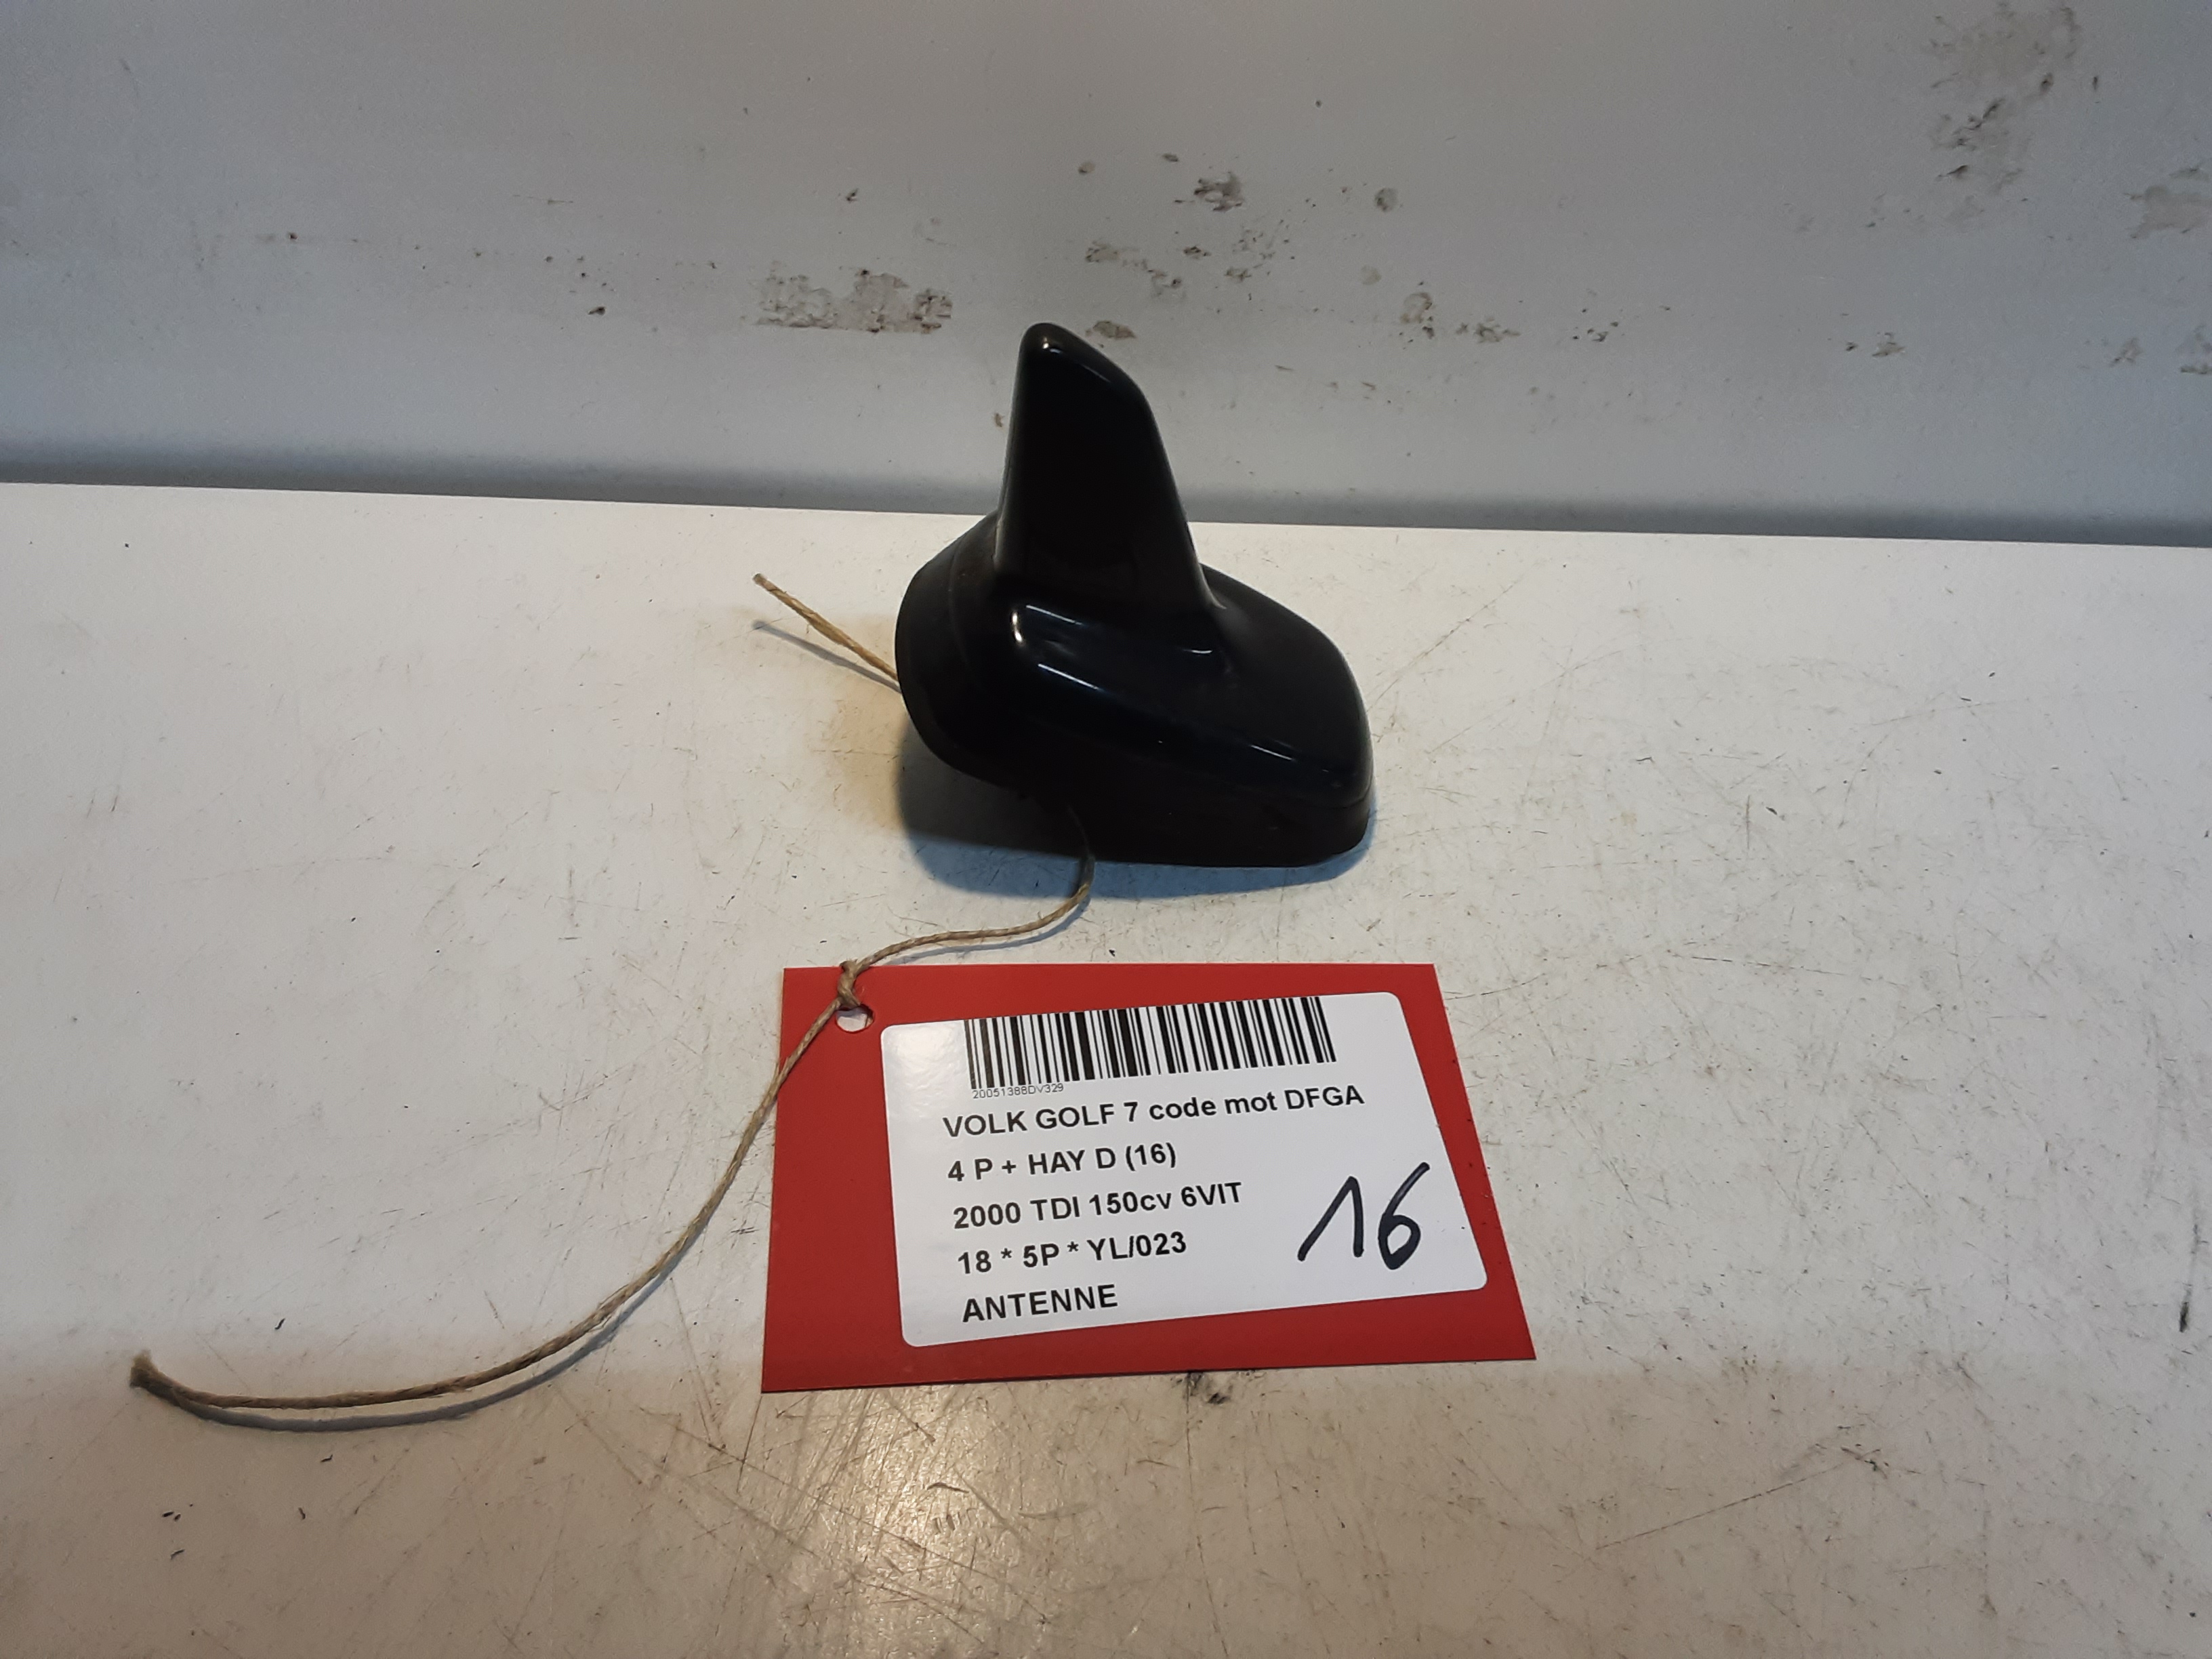 20051388DV329
VOLK GOLF 7 code mot DFGA
4 P + HAY D (16)
2000 TDI 150cv 6VIT
18 * 5P * YL/023
ANTENNE
16